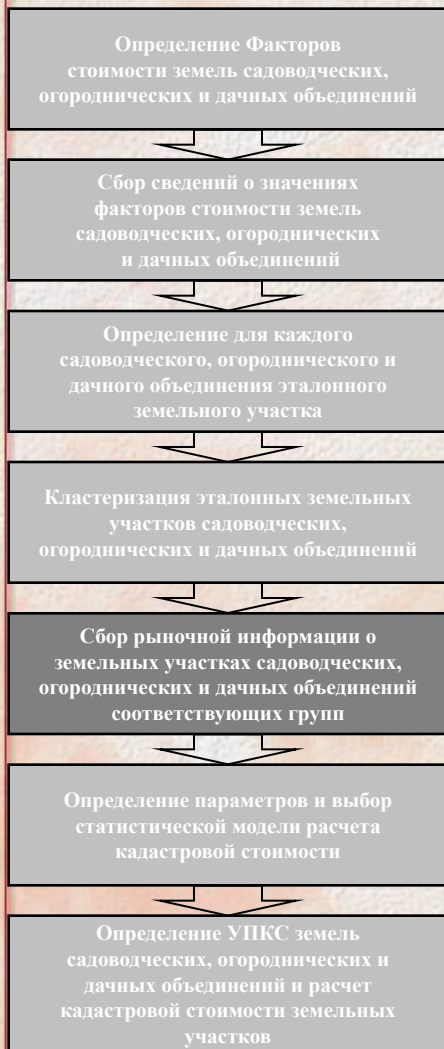 Определение Факторов
стоимости земель садоводческих,
огороднических и дачных объединений
Сбор сведений о значениях
факторов стоимости земель
садоводческих, огороднических
и дачных объединений
Определение для каждого
садоводческого, огороднического и
дачного объединения эталонного
земельного участка
Кластеризация эталонных земельных
участков садоводческих,
огороднических и дачных объединений
Сбор рыночной информации о
земельных участках садоводческих,
огороднических и дачных объединений
соответствующих групп
Определение параметров и выбор
статистической модели расчета
кадастровой стоимости
Определение УПКС земель
садоводческих, огороднических и
дачных объединений и расчет
кадастровой стоимости земельных
участков